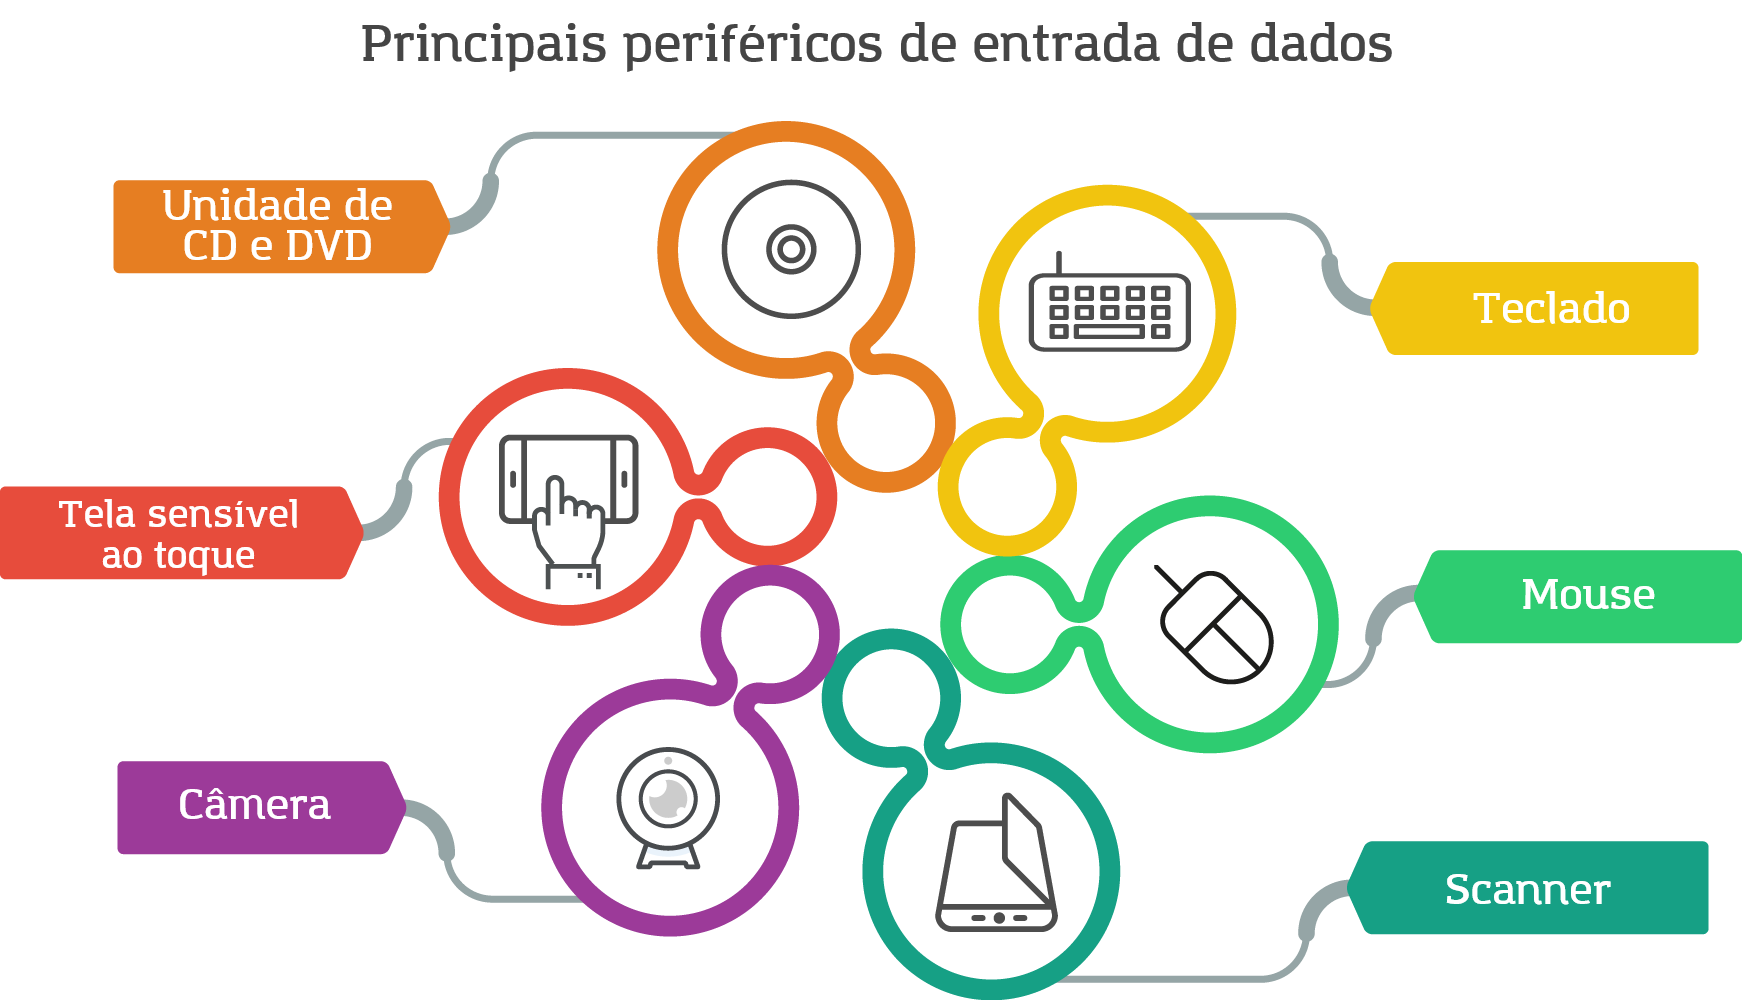 Principais periféricos de entrada de dados
Unidade de
CD e DVD
Teclado
Tela sensível
ao toque
Mouse
Câmera
Scanner